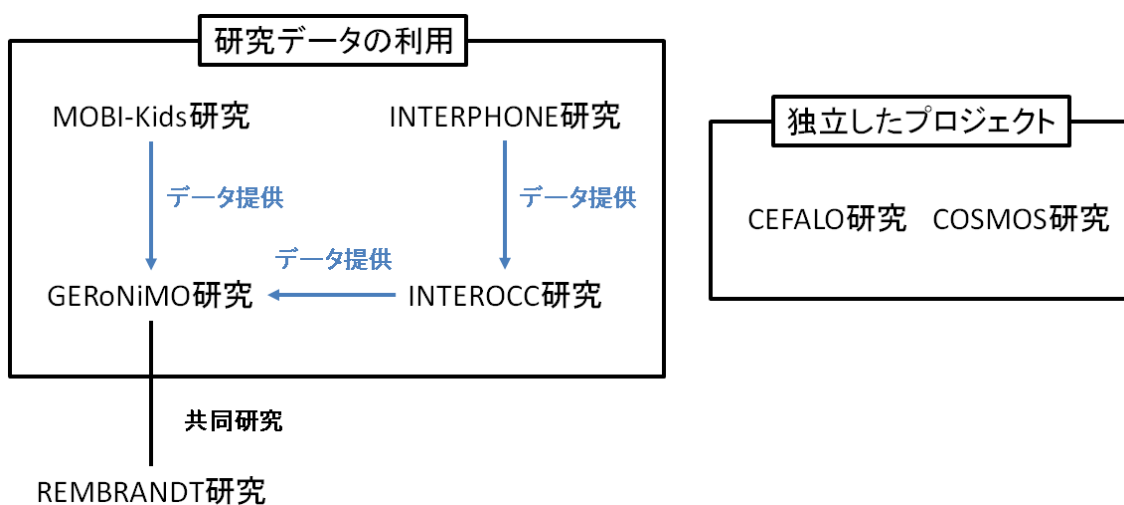 研究データの利用
MOBI-Kids研究
INTERPHONE研究
データ提供
データ提供
データ提供
GERoNiMO研究
INTEROCC研究
共同研究
REMBRANDT研究
独立したプロジェクト
CEFALO研究 COSMOS研究